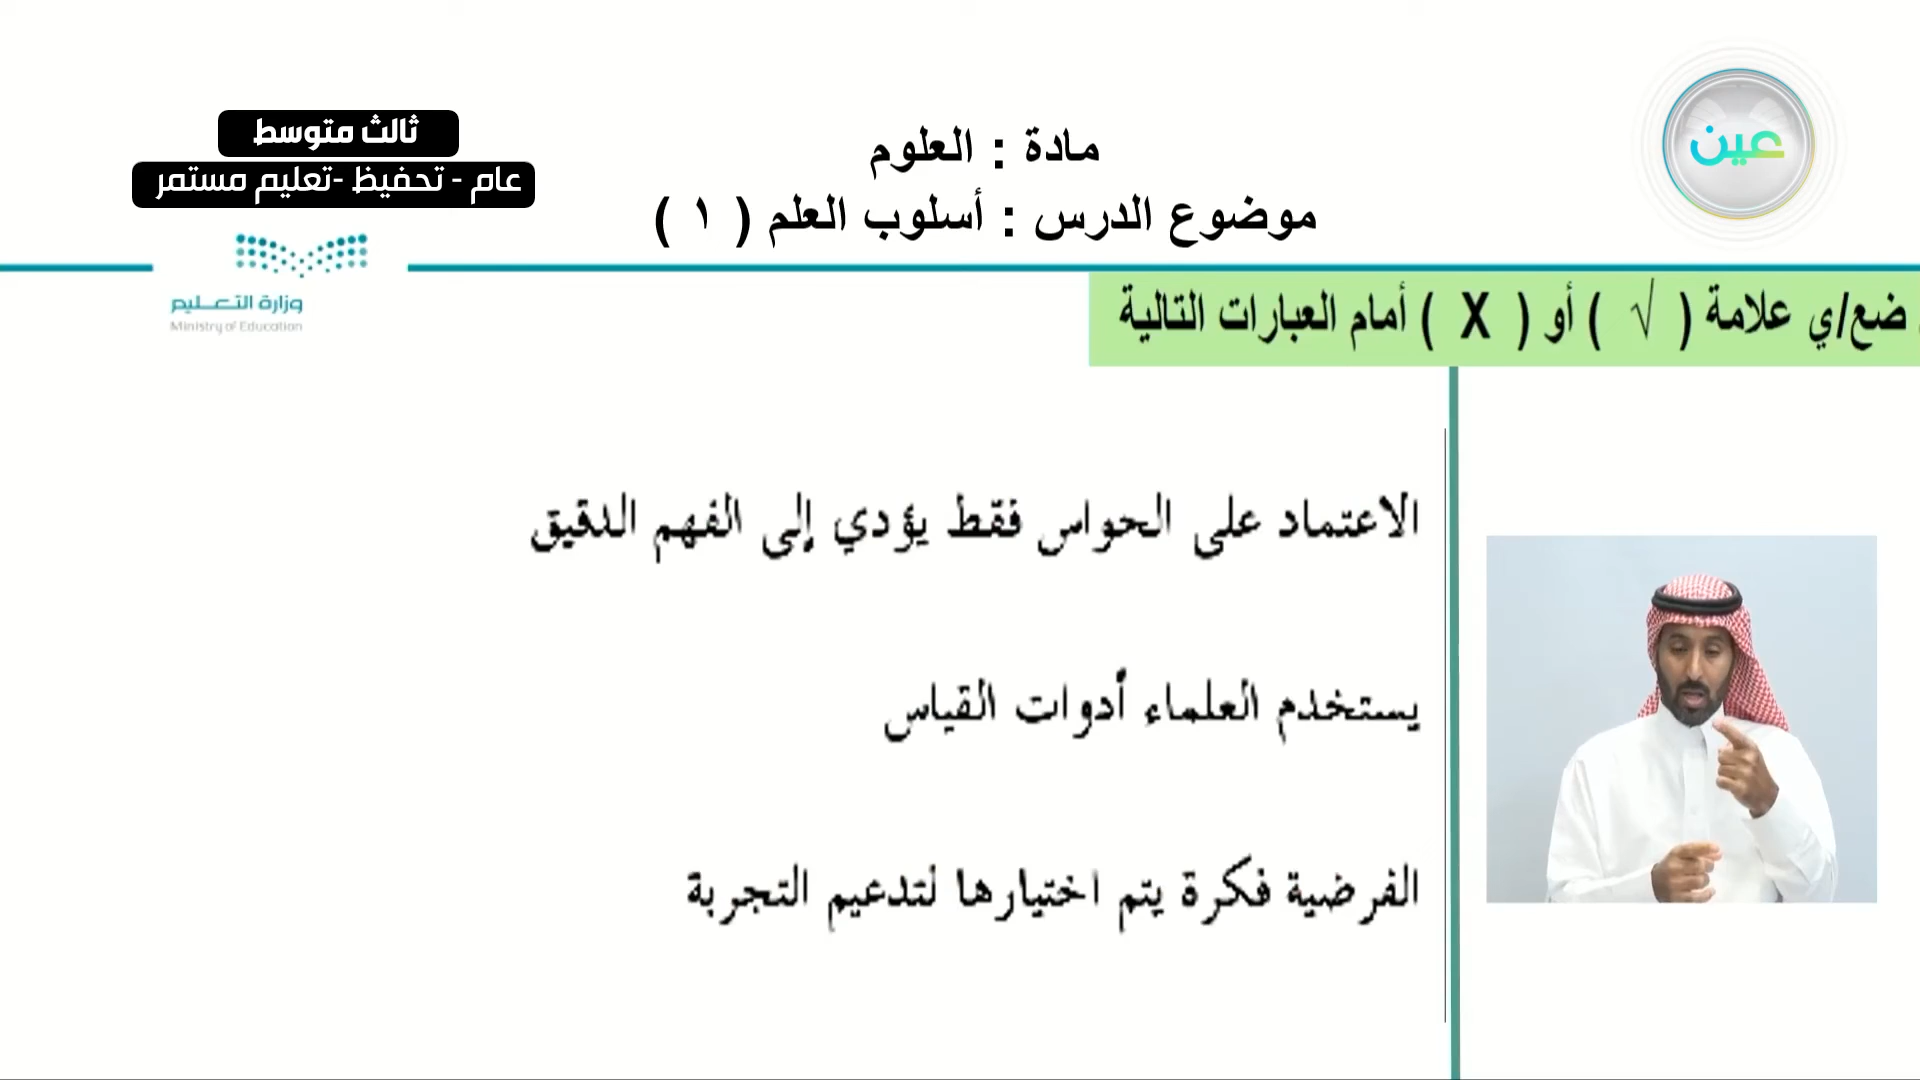 عين
مادة : العلوم
موضوع الدرس : أسلوب العلم ( ١ )
ثالث متوسط
عام - تحفيظ -تعليم مستمر
وزارة التعليم
Ministry of Education
ضع/ي علامة ( √ ) أو ( X ) أمام العبارات التالية
الاعتماد على الحواس فقط يؤدي إلى الفهم الدقيق
يستخدم العلماء أدوات القياس
الفرضية فكرة يتم اختيارها لتدعيم التجربة